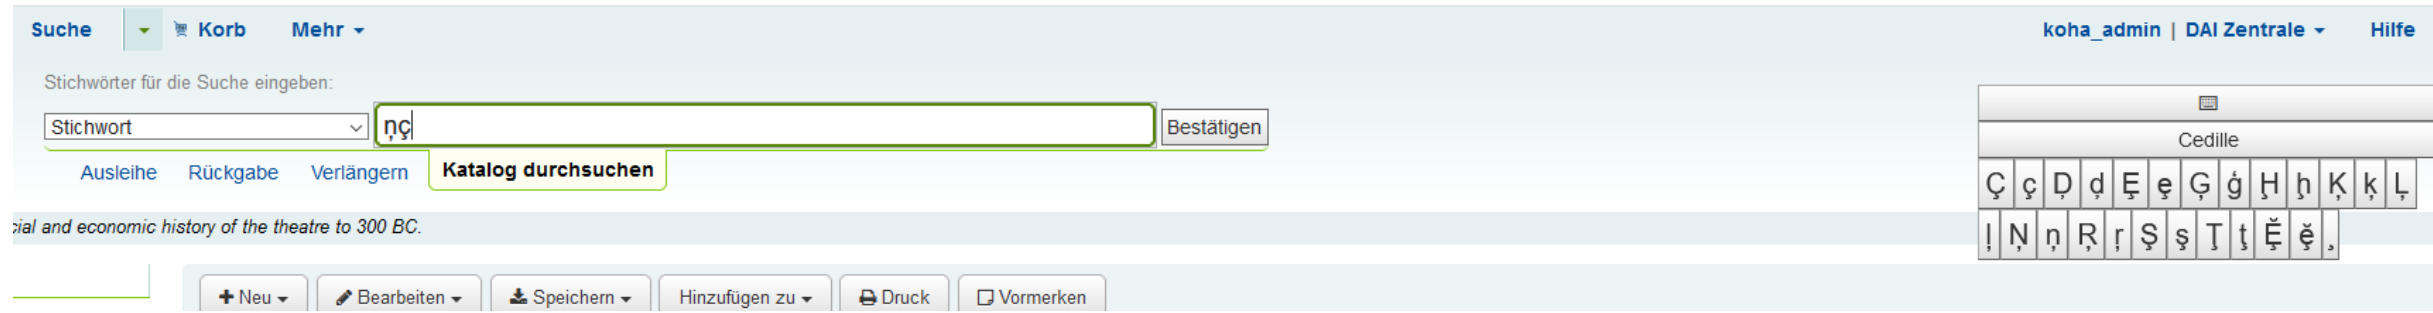 Suche Korb Mehr koha_admin | DAI Zentrale Hilfe
Stichwörter für die Suche eingeben:
Stichwort ņç Bestätigen
Cedille
Ausleihe Rückgabe Verlängern Katalog durchsuchen
Ç ç Ḑ ḑ Ȩ ȩ Ģ ģ Ḩ ḩ Ķ ķ Ļ
ļ Ņ ņ Ŗ ŗ Ş ş Ţ ţ Ḝ ḝ ¸
cial and economic history of the theatre to 300 BC.
Neu Bearbeiten Speichern Hinzufügen zu Druck Vormerken